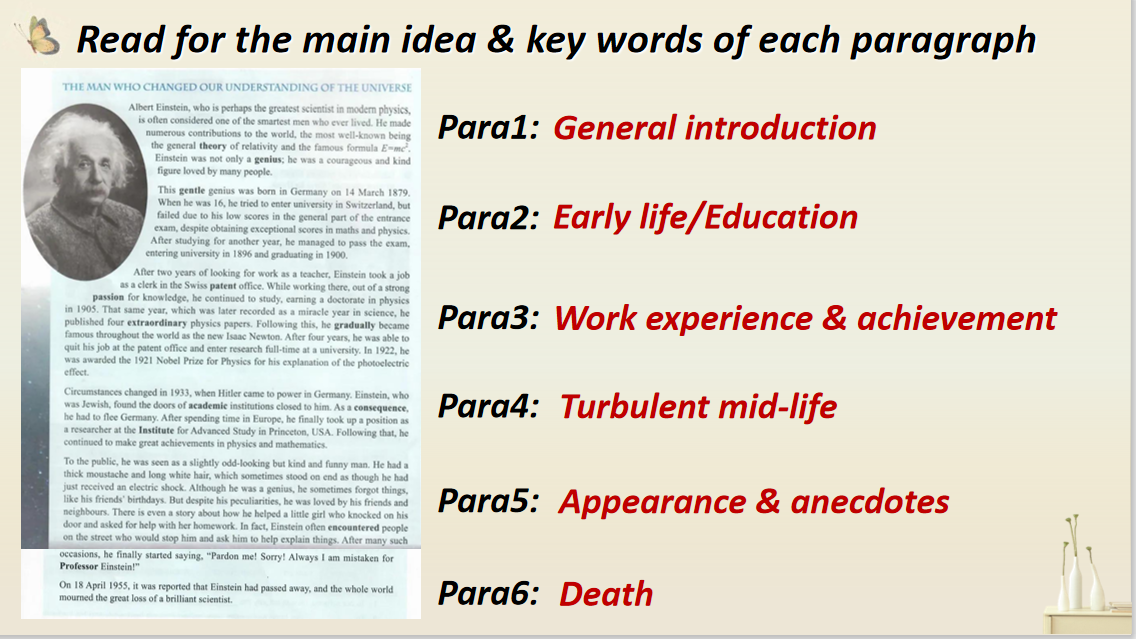 Read for the main idea & key words of each paragraph
THE MAN WHO CHANGED OUR UNDERSTANDING OF THE UNIVERSE
Albert Einstein, who is perhaps the greatest scientist in modern physics,
is often considered one of the smartest men who ever lived. He made
numerous contributions to the world, the most well-known being
the general theory of relativity and the famous formula E=mc².
Einstein was not only a genius; he was a courageous and kind
figure loved by many people.
This gentle genius was born in Germany on 14 March 1879.
When he was 16, he tried to enter university in Switzerland, but
failed due to his low scores in the general part of the entrance
exam, despite obtaining exceptional scores in maths and physics.
After studying for another year, he managed to pass the exam,
entering university in 1896 and graduating in 1900.
After two years of looking for work as a teacher, Einstein took a job
as a clerk in the Swiss patent office. While working there, out of a strong
passion for knowledge, he continued to study, earning a doctorate in physics
in 1905. That same year, which was later recorded as a miracle year in science, he
published four extraordinary physics papers. Following this, he gradually became
famous throughout the world as the new Isaac Newton. After four years, he was able to
quit his job at the patent office and enter research full-time at a university. In 1922, he
was awarded the 1921 Nobel Prize for Physics for his explanation of the photoelectric
effect.
Circumstances changed in 1933, when Hitler came to power in Germany. Einstein, who
was Jewish, found the doors of academic institutions closed to him. As a consequence,
he had to flee Germany. After spending time in Europe, he finally took up a position as
a researcher at the Institute for Advanced Study in Princeton, USA. Following that, he
continued to make great achievements in physics and mathematics.
To the public, he was seen as a slightly odd-looking but kind and funny man. He had a
thick moustache and long white hair, which sometimes stood on end as though he had
just received an electric shock. Although he was a genius, he sometimes forgot things,
like his friends' birthdays. But despite his peculiarities, he was loved by his friends and
neighbours. There is even a story about how he helped a little girl who knocked on his
door and asked for help with her homework. In fact, Einstein often encountered people
on the street who would stop him and ask him to help explain things. After many such
occasions, he finally started saying, "Pardon me! Sorry! Always I am mistaken for
Professor Einstein!"
On 18 April 1955, it was reported that Einstein had passed away, and the whole world
mourned the great loss of a brilliant scientist.
Para1: General introduction
Para2: Early life/Education
Para3: Work experience & achievement
Para4: Turbulent mid-life
Para5: Appearance & anecdotes
Para6: Death